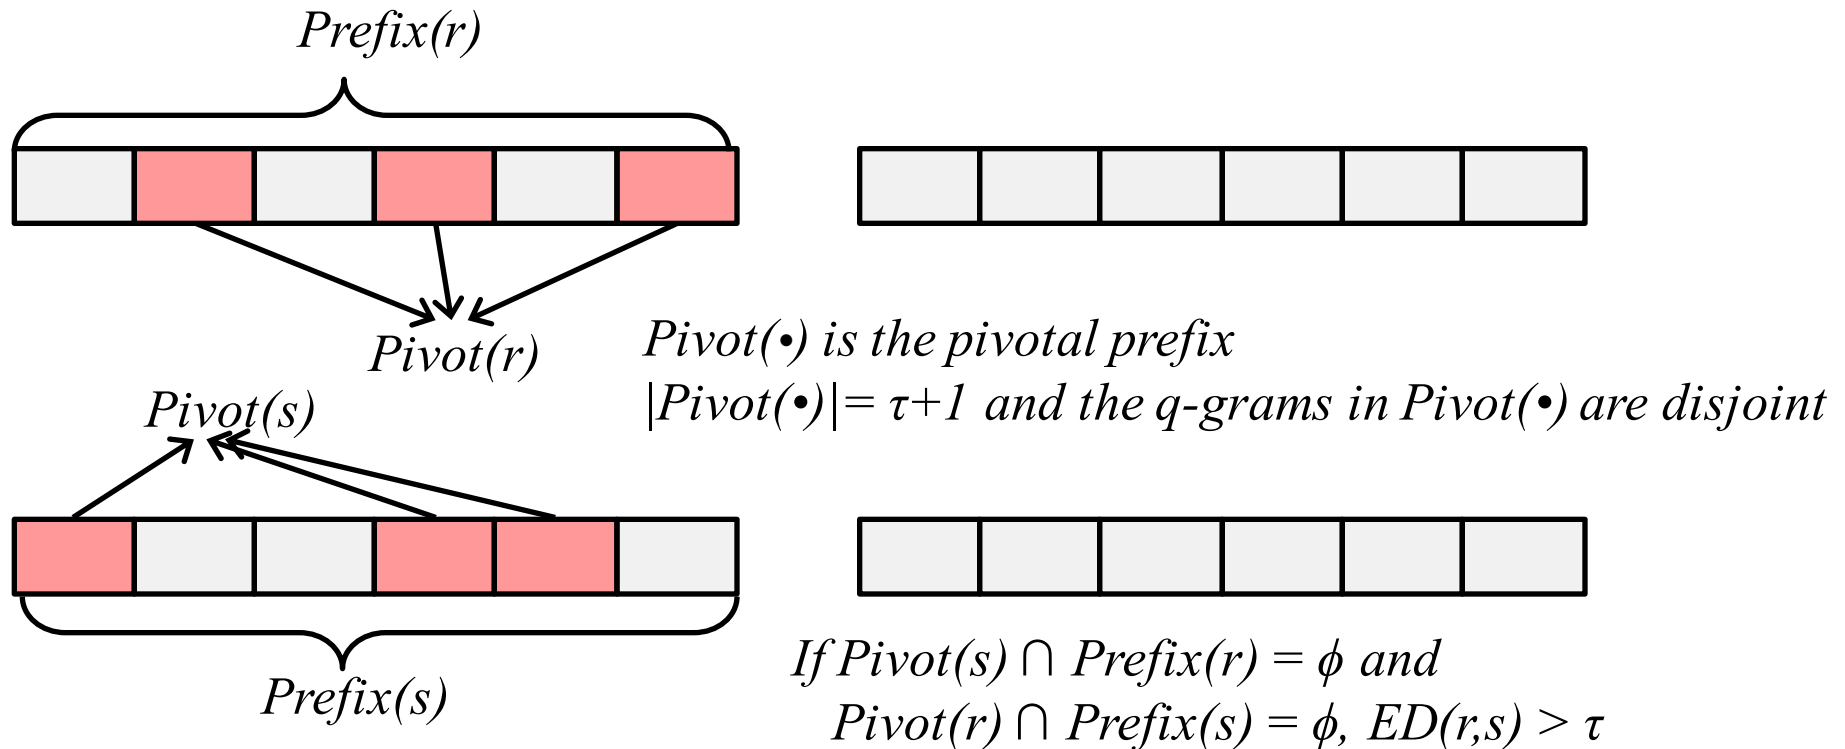 Prefix(r)
Pivot(r)
Pivot(•) is the pivotal prefix
|Pivot(•)|= τ+1 and the q-grams in Pivot(•) are disjoint
Pivot(s)
Prefix(s)
If Pivot(s) ∩ Prefix(r) = ϕ and
Pivot(r) ∩ Prefix(s) = ϕ, ED(r,s) > τ